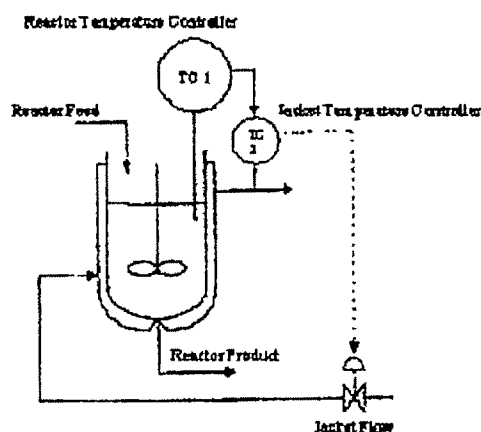 Reactor Temperature Controller
TC 1
Reactor Feed
Jacket Temperature Controller
TC
2
Reactor Product
Jacket Flow